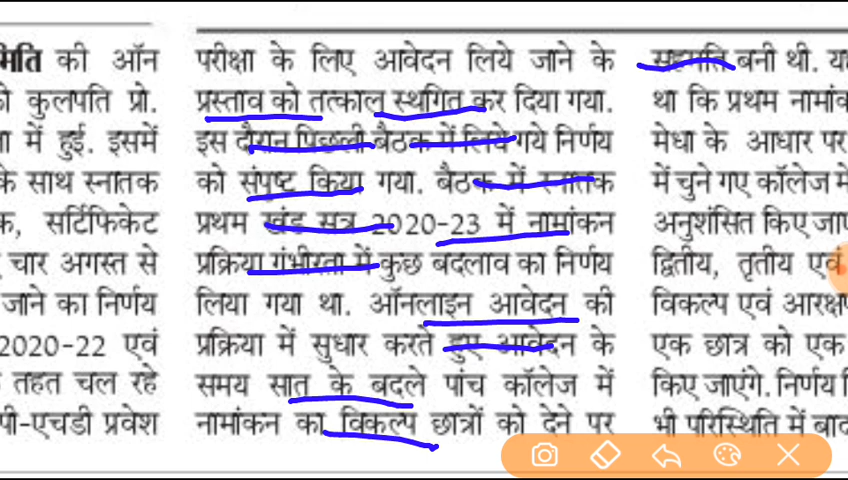 मिति की ऑन
कुलपति प्रो.
में हुई. इसमें
के साथ स्नातक
सर्टिफिकेट
चार अगस्त से
जाने का निर्णय
2020-22 एवं
तहत चल रहे
पी-एचडी प्रवेश
परीक्षा के लिए आवेदन लिये जाने के
प्रस्ताव को तत्काल स्थगित कर दिया गया.
इस दौरान पिछली बैठक में लिये गये निर्णय
को संपुष्ट किया गया. बैठक में स्नातक
प्रथम खंड सत्र 2020-23 में नामांकन
प्रक्रिया गंभीरता में कुछ बदलाव का निर्णय
लिया गया था. ऑनलाइन आवेदन की
प्रक्रिया में सुधार करते हुए आवेदन के
समय सात के बदले पांच कॉलेज में
नामांकन का विकल्प छात्रों को देने पर
सहमति बनी थी.
था कि प्रथम
मेधा के आधार पर
में चुने गए कॉलेज में
अनुशंसित किए
द्वितीय, तृतीय एवं
विकल्प एवं
एक छात्र को एक
किए जाएंगे. निर्णय
भी परिस्थिति में